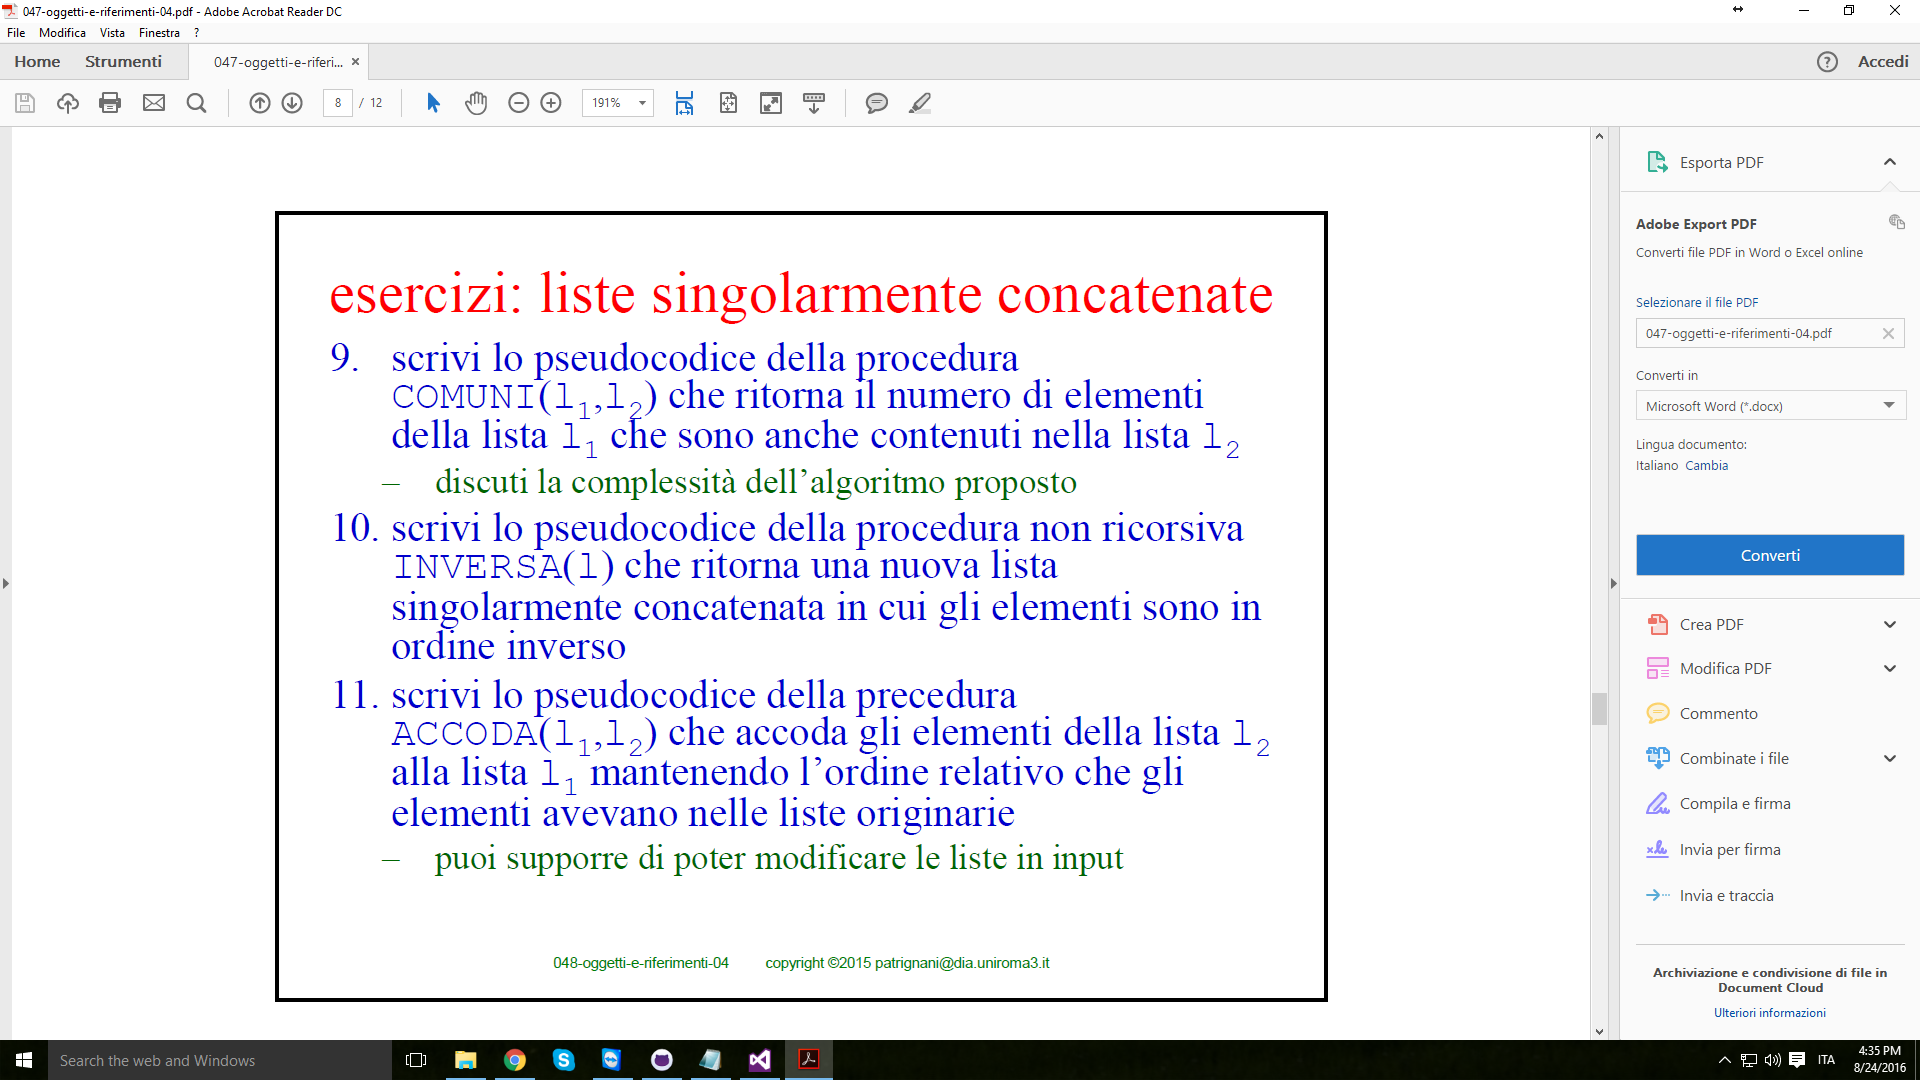 047-oggetti-e-riferimenti-04.pdf - Adobe Acrobat Reader DC
File Modifica Vista Finestra ?
Home Strumenti 047-oggetti-e-riferi... × ? Accedi
8 / 12 191%
esercizi: liste singolarmente concatenate
9. scrivi lo pseudocodice della procedura
COMUNI(l1,l2) che ritorna il numero di elementi
della lista l1 che sono anche contenuti nella lista l2
– discuti la complessità dell’algoritmo proposto
10. scrivi lo pseudocodice della procedura non ricorsiva
INVERSA(l) che ritorna una nuova lista
singolarmente concatenata in cui gli elementi sono in
ordine inverso
11. scrivi lo pseudocodice della precedura
ACCODA(l1,l2) che accoda gli elementi della lista l2
alla lista l1 mantenendo l’ordine relativo che gli
elementi avevano nelle liste originarie
– puoi supporre di poter modificare le liste in input
048-oggetti-e-riferimenti-04 copyright ©2015 patrignani@dia.uniroma3.it
Esporta PDF
Adobe Export PDF
Converti file PDF in Word o Excel online
Selezionare il file PDF
047-oggetti-e-riferimenti-04.pdf
Converti in
Microsoft Word (*.docx)
Lingua documento:
Italiano Cambia
Converti
Crea PDF
Modifica PDF
Commento
Combinate i file
Compila e firma
Invia per firma
Invia e traccia
Archiviazione e condivisione di file in
Document Cloud
Ulteriori informazioni
Search the web and Windows
ITA
4:35 PM
8/24/2016